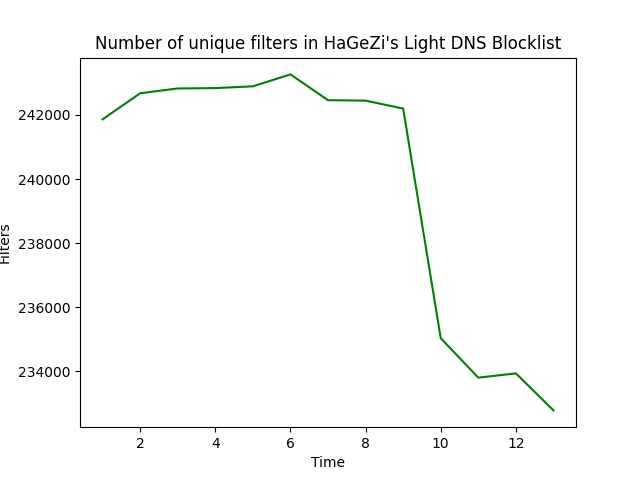 Number of unique filters in HaGeZi's Light DNS Blocklist
242000
240000
238000
236000
234000
Filters
2 4 6 8 10 12
Time